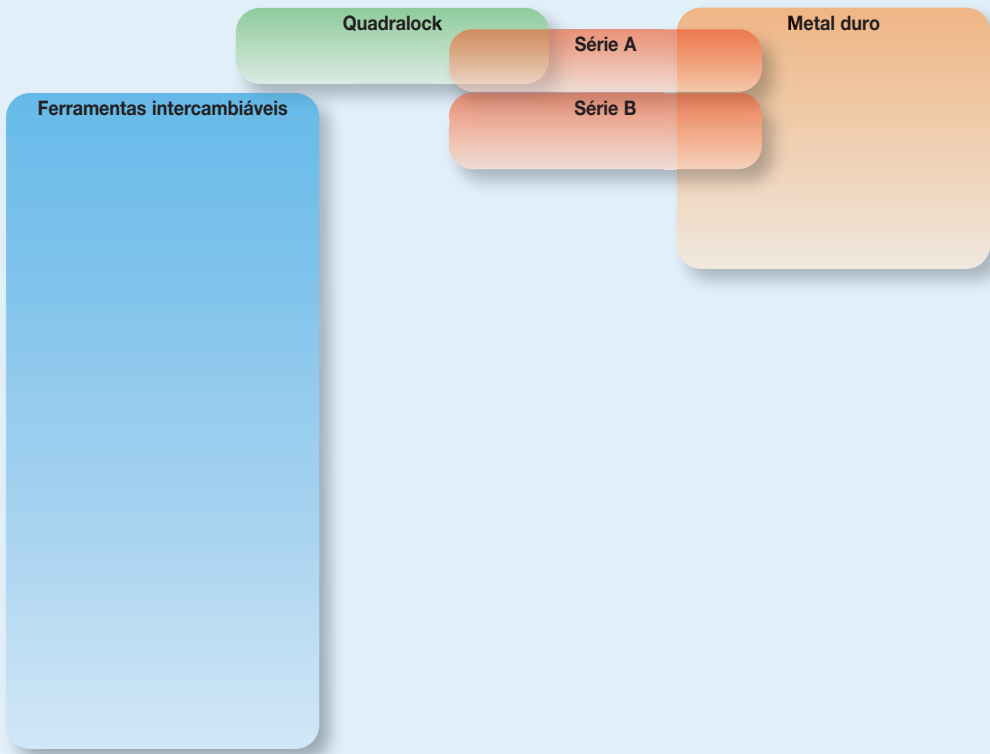 Quadralock
Metal duro
Série A
Ferramentas intercambiáveis
Série B